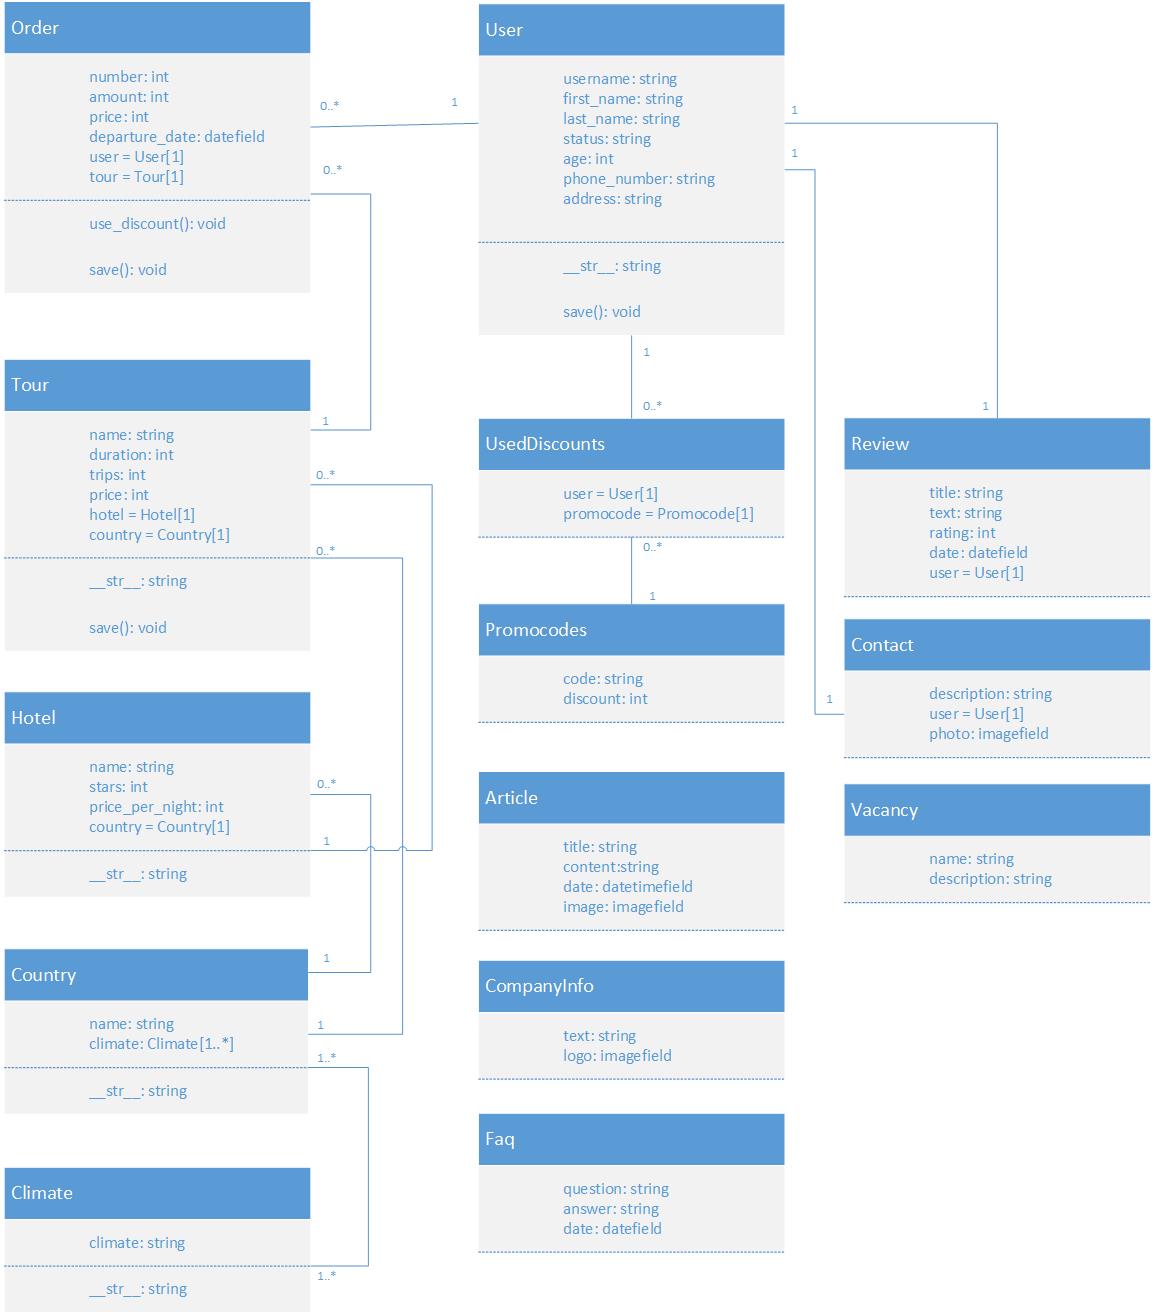 Order
number: int
amount: int
price: int
departure_date: datefield
user = User[1]
tour = Tour[1]
use_discount(): void
save(): void
0..*
1
0..*
User
username: string
first_name: string
last_name: string
status: string
age: int
phone_number: string
address: string
__str__: string
save(): void
1
1
1
0..*
1
Tour
name: string
duration: int
trips: int
price: int
hotel = Hotel[1]
country = Country[1]
__str__: string
save(): void
1
0..*
0..*
UsedDiscounts
user = User[1]
promocode = Promocode[1]
0..*
1
Review
title: string
text: string
rating: int
date: datefield
user = User[1]
Promocodes
code: string
discount: int
Contact
description: string
user = User[1]
photo: imagefield
1
Hotel
name: string
stars: int
price_per_night: int
country = Country[1]
__str__: string
0..*
1
Article
title: string
content:string
date: datetimefield
image: imagefield
Vacancy
name: string
description: string
Country
name: string
climate: Climate[1..*]
__str__: string
1
1
1..*
CompanyInfo
text: string
logo: imagefield
Climate
climate: string
__str__: string
1..*
Faq
question: string
answer: string
date: datefield